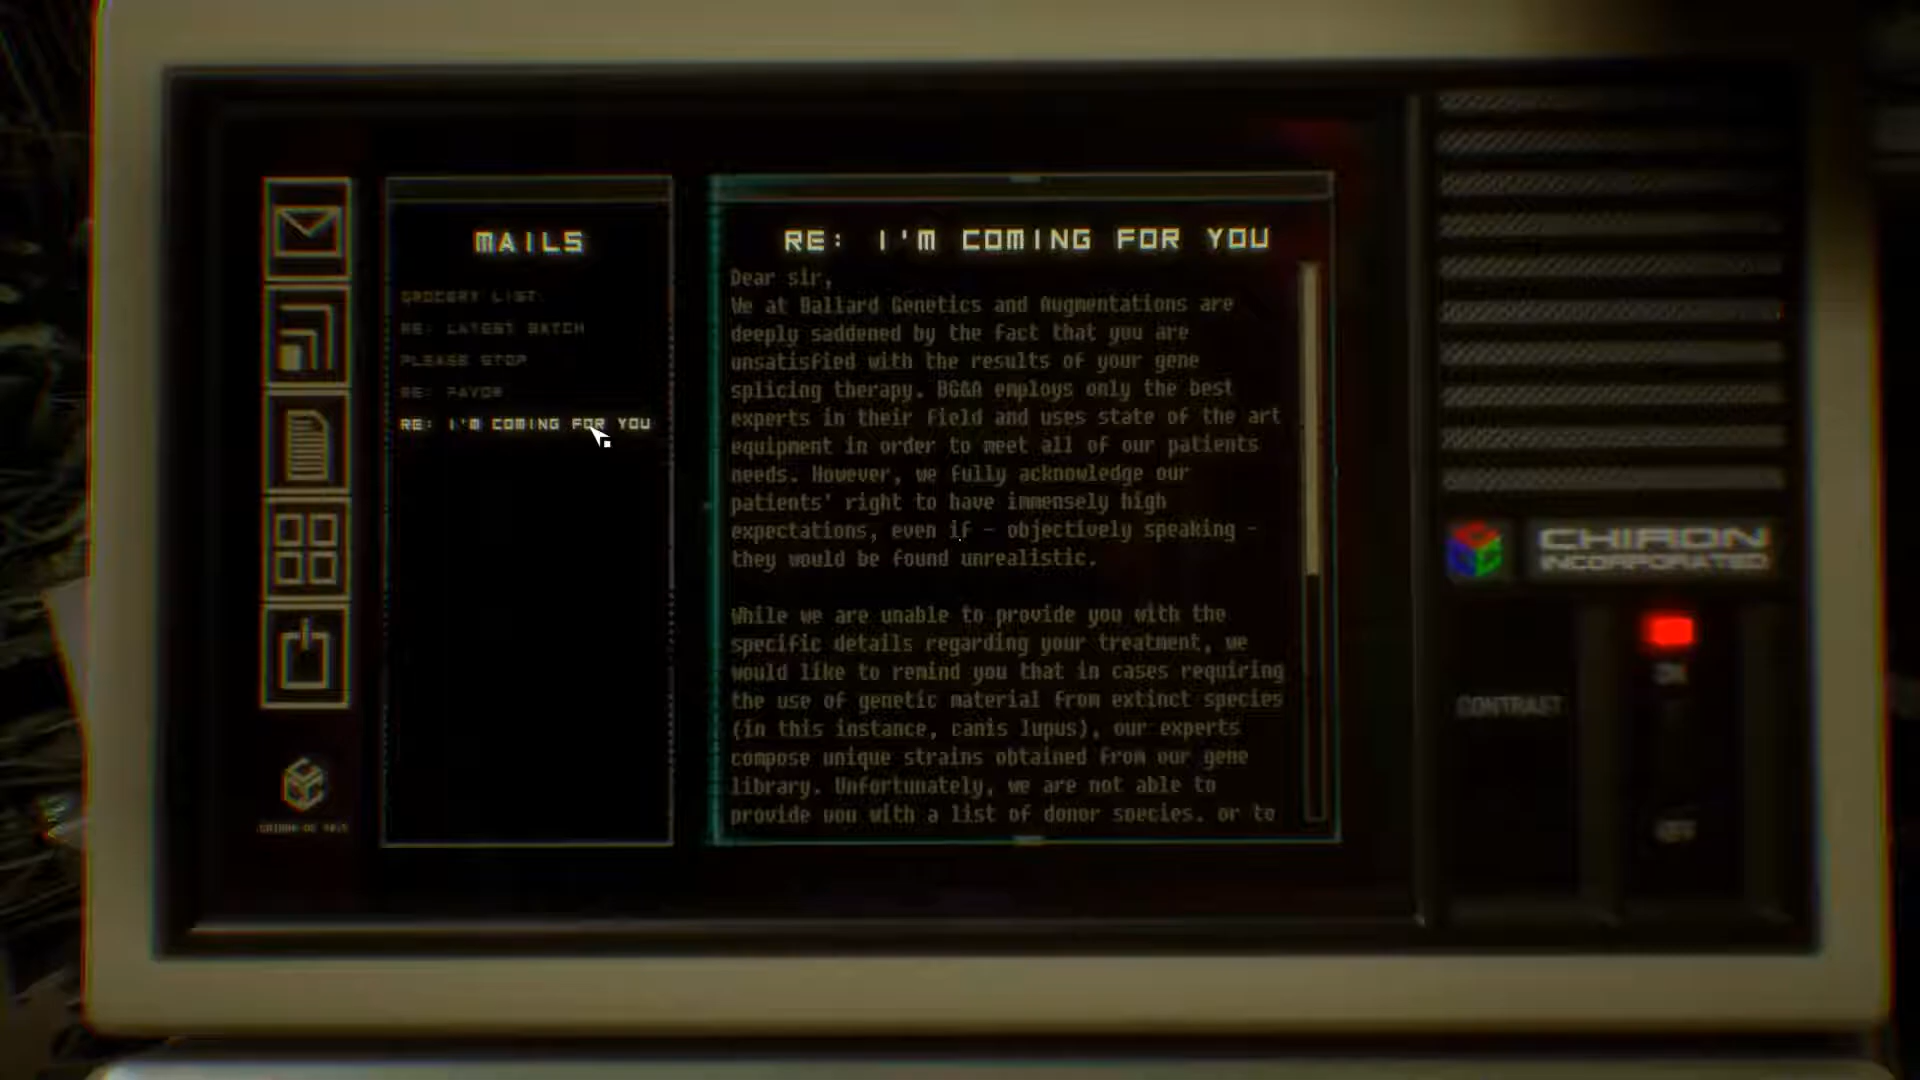 MAILS
GROCERY LIST
RE: LATEST BATCH
PLEASE STOP
RE: FAVOR
RE: I'M COMING FOR YOU
RE: I'M COMING FOR YOU
Dear sir,
We at Ballard Genetics and Augmentations are
deeply saddened by the fact that you are
unsatisfied with the results of your gene
splicing therapy. BG&A employs only the best
experts in their field and uses state of the art
equipment in order to meet all of our patients
needs. However, we fully acknowledge our
patients' right to have immensely high
expectations, even if - objectively speaking -
they would be found unrealistic.
While we are unable to provide you with the
specific details regarding your treatment, we
would like to remind you that in cases requiring
the use of genetic material from extinct species
(in this instance, canis lupus), our experts
compose unique strains obtained from our gene
library. Unfortunately, we are not able to
provide you with a list of donor species, or to
CHIRON
INCORPORATED
ON
CONTRAST
OFF